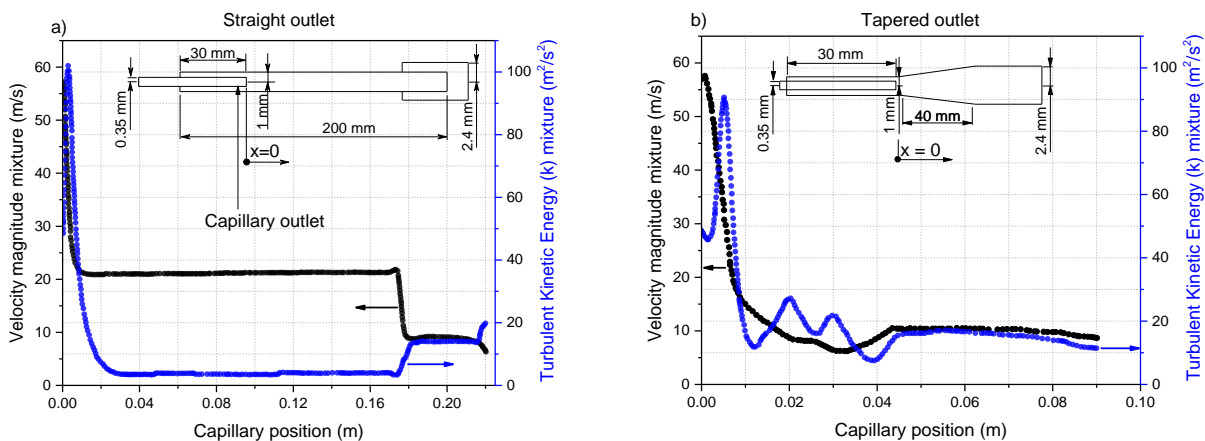 a)
Straight outlet
Velocity magnitude mixture (m/s)
60
50
40
30
20
10
0
30 mm
0.35 mm
1 mm
200 mm
2.4 mm
x=0
Capillary outlet
100
80
60
40
20
0
Turbulent Kinetic Energy (k) mixture (m²/s²)
0.00 0.04 0.08 0.12 0.16 0.20
Capillary position (m)
b)
Tapered outlet
Velocity magnitude mixture (m/s)
60
50
40
30
20
10
0
30 mm
0.35 mm
1 mm
40 mm
2.4 mm
x = 0
100
80
60
40
20
0
Turbulent Kinetic Energy (k) mixture (m²/s²)
0.00 0.02 0.04 0.06 0.08 0.10
Capillary position (m)